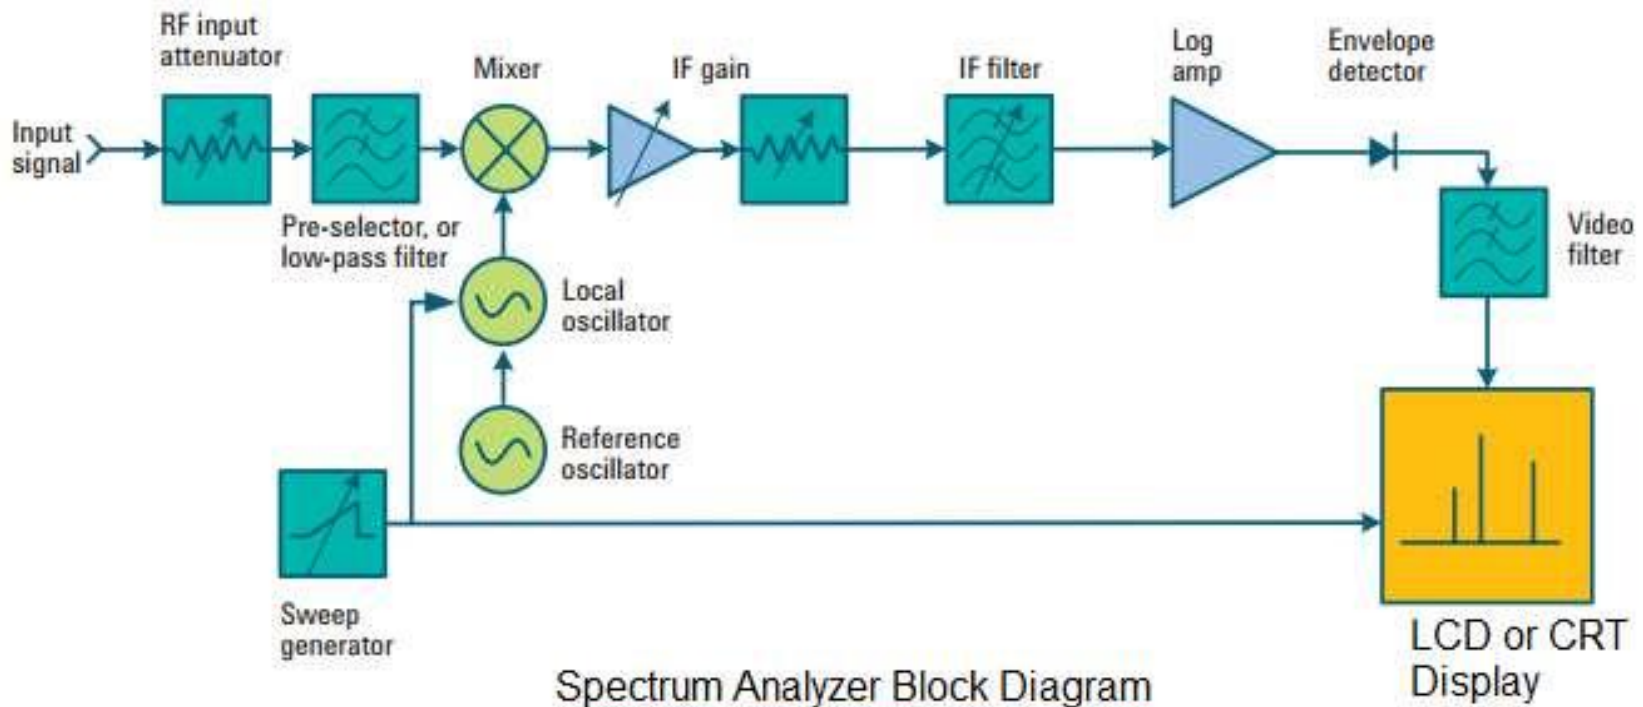 RF input
attenuator
Mixer
IF gain
IF filter
Log
amp
Envelope
detector
Input
signal
Pre-selector, or
low-pass filter
Video
filter
Local
oscillator
Reference
oscillator
Sweep
generator
LCD or CRT
Display
Spectrum Analyzer Block Diagram